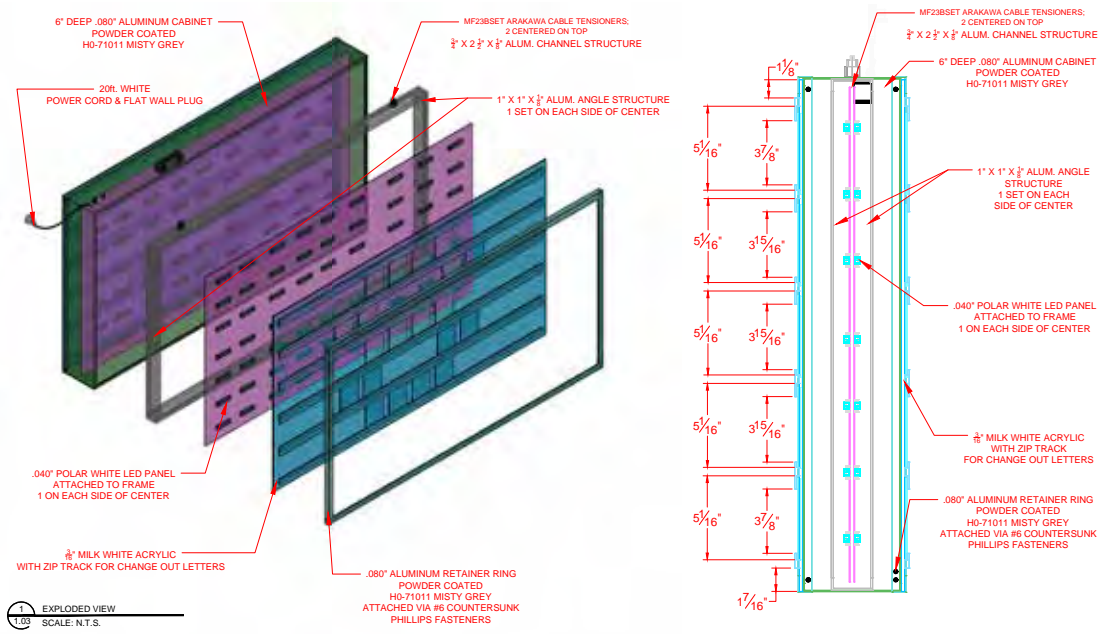 6" DEEP .080" ALUMINUM CABINET
POWDER COATED
H0-71011 MISTY GREY
20ft. WHITE
POWER CORD & FLAT WALL PLUG
MF23BSET ARAKAWA CABLE TENSIONERS;
2 CENTERED ON TOP
3/4" X 2 1/2" X 1/8" ALUM. CHANNEL STRUCTURE
1" X 1" X 1/8" ALUM. ANGLE STRUCTURE
1 SET ON EACH SIDE OF CENTER
.040" POLAR WHITE LED PANEL
ATTACHED TO FRAME
1 ON EACH SIDE OF CENTER
3/16" MILK WHITE ACRYLIC
WITH ZIP TRACK FOR CHANGE OUT LETTERS
.080" ALUMINUM RETAINER RING
POWDER COATED
H0-71011 MISTY GREY
ATTACHED VIA #6 COUNTERSUNK
PHILLIPS FASTENERS
1
1.03
EXPLODED VIEW
SCALE: N.T.S.
MF23BSET ARAKAWA CABLE TENSIONERS;
2 CENTERED ON TOP
3/4" X 2 1/2" X 1/8" ALUM. CHANNEL STRUCTURE
6" DEEP .080" ALUMINUM CABINET
POWDER COATED
H0-71011 MISTY GREY
1 1/8"
5 1/16"
3 7/8"
1" X 1" X 1/8" ALUM. ANGLE
STRUCTURE
1 SET ON EACH
SIDE OF CENTER
5 1/16"
3 15/16"
.040" POLAR WHITE LED PANEL
ATTACHED TO FRAME
1 ON EACH SIDE OF CENTER
5 1/16"
3 15/16"
5 1/16"
3 15/16"
3/16" MILK WHITE ACRYLIC
WITH ZIP TRACK
FOR CHANGE OUT LETTERS
5 1/16"
3 7/8"
.080" ALUMINUM RETAINER RING
POWDER COATED
H0-71011 MISTY GREY
ATTACHED VIA #6 COUNTERSUNK
PHILLIPS FASTENERS
1 7/16"